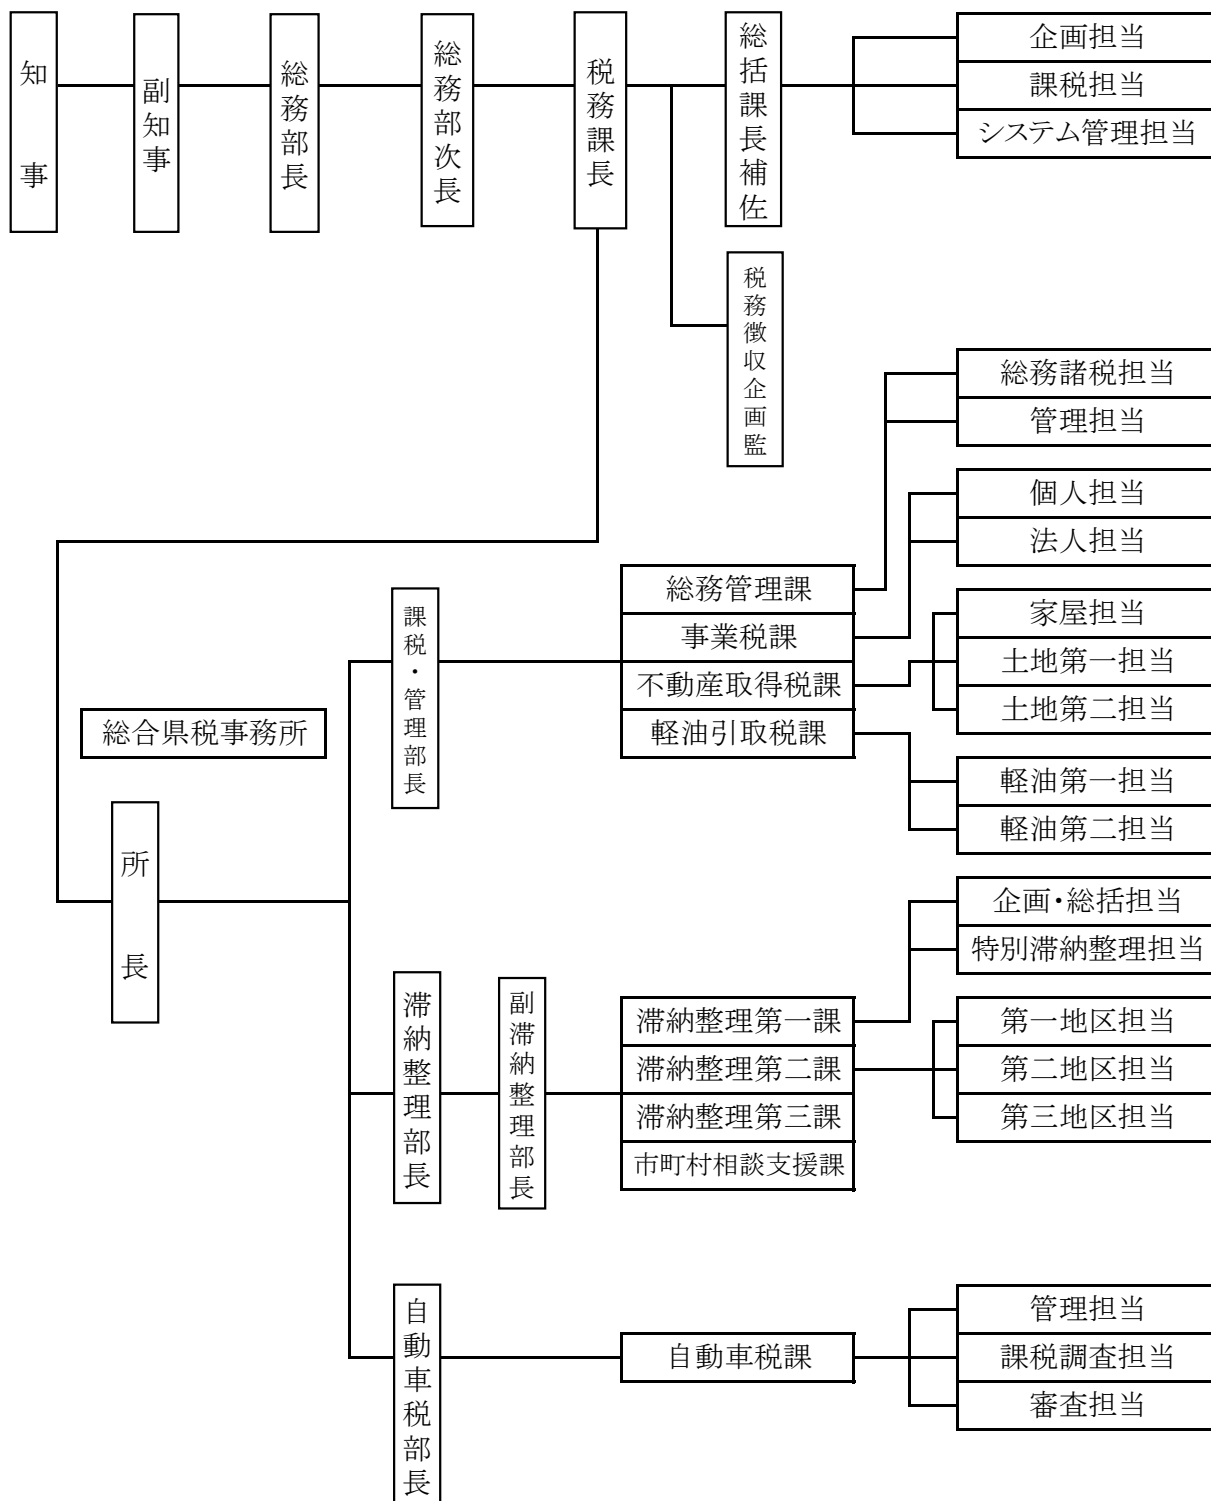 知事
副知事
総務部長
総務部次長
税務課長
総括課長補佐
企画担当
課税担当
システム管理担当
税務徴収企画監
総合県税事務所
所長
課税・管理部長
総務管理課
事業税課
不動産取得税課
軽油引取税課
総務諸税担当
管理担当
個人担当
法人担当
家屋担当
土地第一担当
土地第二担当
軽油第一担当
軽油第二担当
滞納整理部長
副滞納整理部長
滞納整理第一課
滞納整理第二課
滞納整理第三課
市町村相談支援課
企画・総括担当
特別滞納整理担当
第一地区担当
第二地区担当
第三地区担当
自動車税部長
自動車税課
管理担当
課税調査担当
審査担当